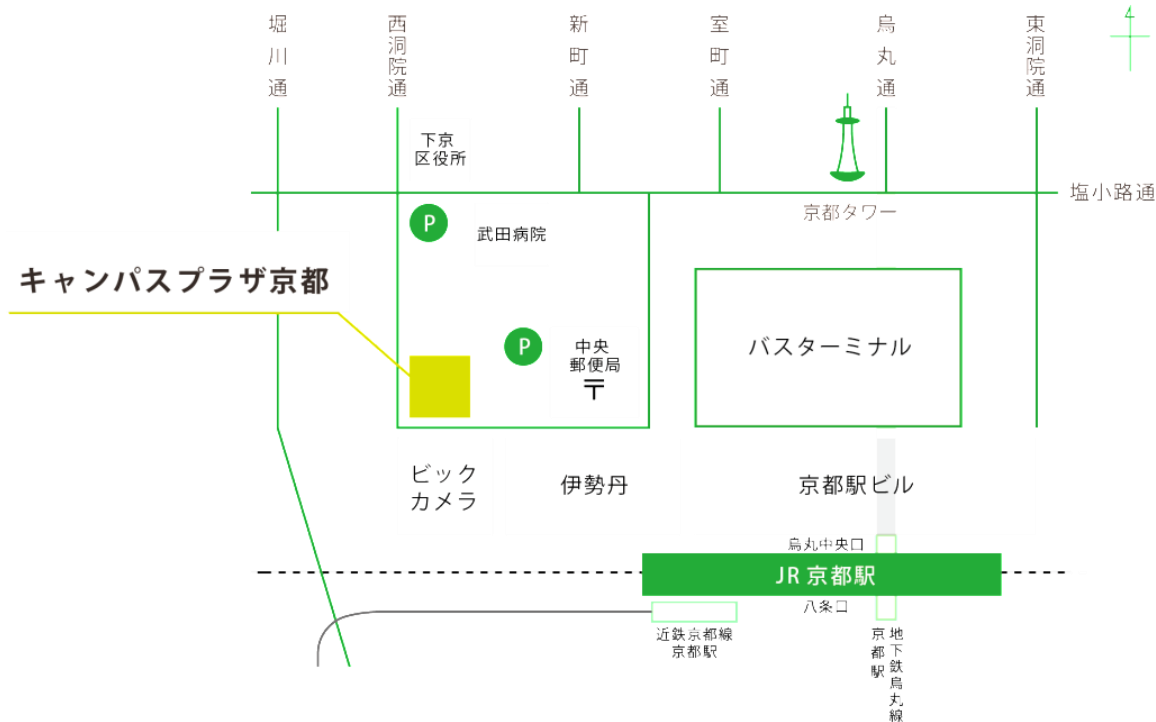 堀川通
西洞院通
新町通
室町通
烏丸通
東洞院通
4
下京
区役所
塩小路通
京都タワー
P
武田病院
キャンパスプラザ京都
P
中央
郵便局
〒
バスターミナル
ビック
カメラ
伊勢丹
京都駅ビル
烏丸中央口
JR 京都駅
八条口
近鉄京都線
京都駅
地下鉄烏丸線
京都駅